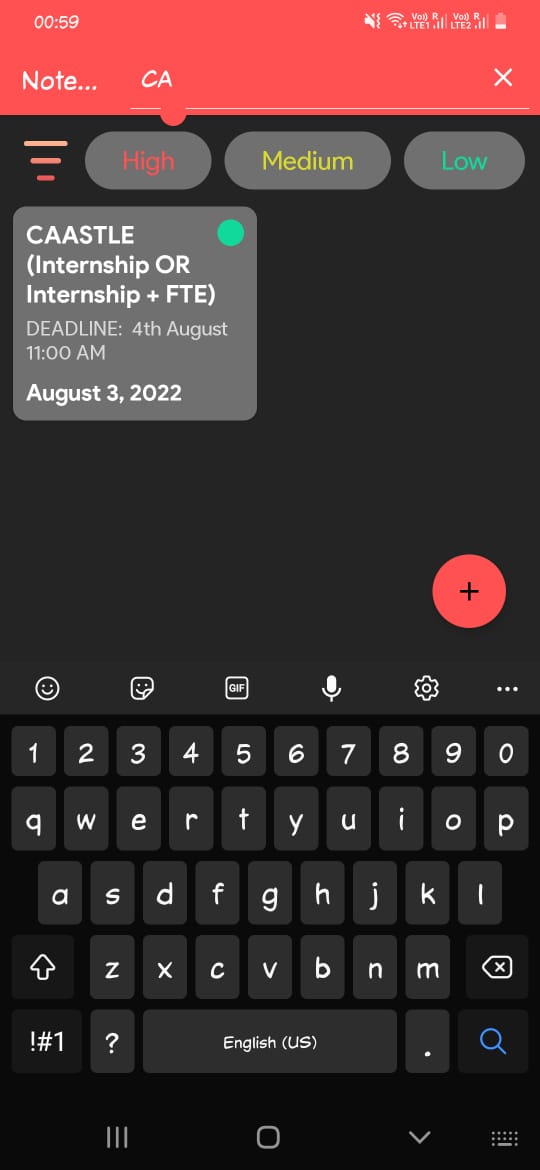 00:59 Vo)) R Vo)) R
LTE1 LTE2
Note... CA
High Medium Low
CAASTLE
(Internship OR
Internship + FTE)
DEADLINE: 4th August
11:00 AM
August 3, 2022
+
GIF
1 2 3 4 5 6 7 8 9 0
q w e r t y u i o p
a s d f g h j k l
z x c v b n m
!#1 ? English (US) .